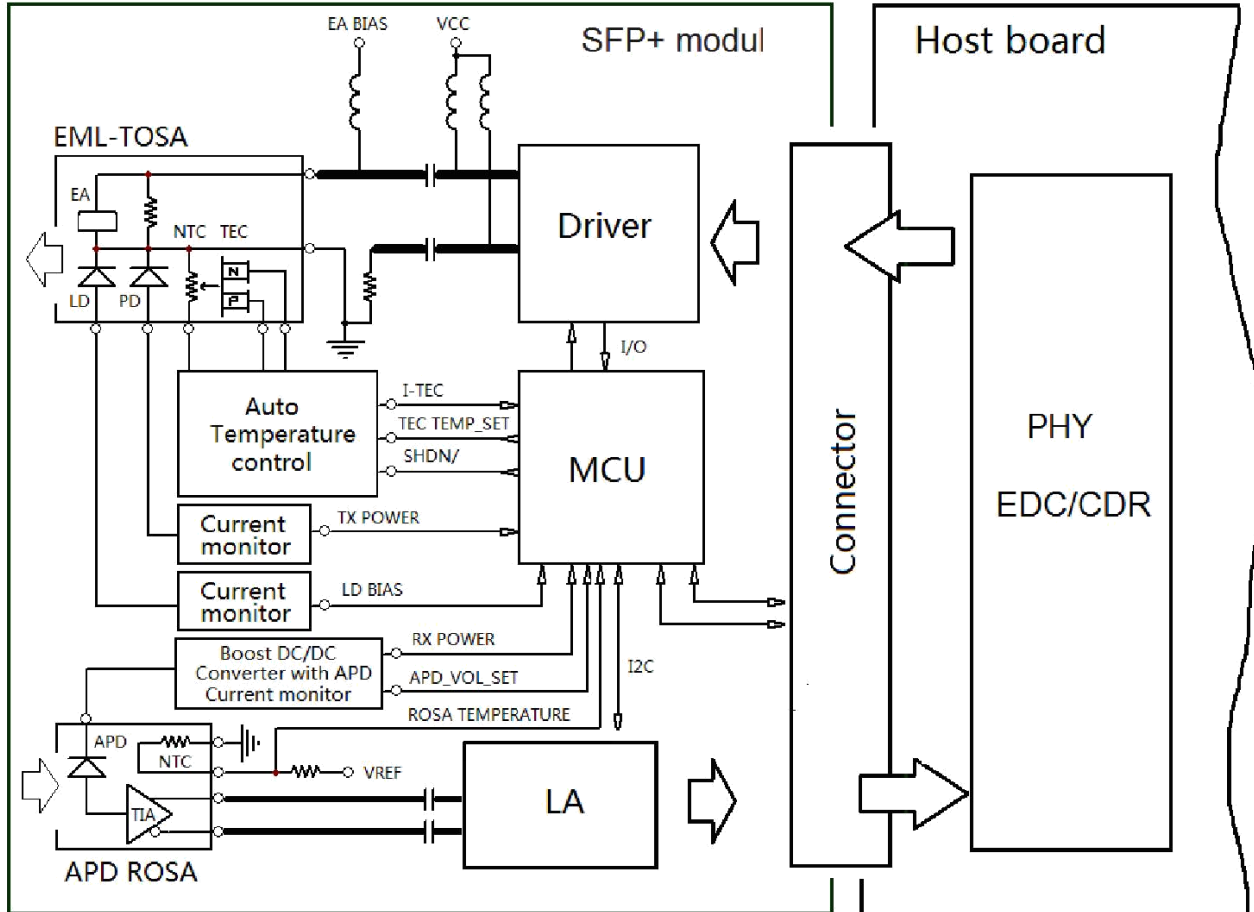 EA BIAS
VCC
SFP+ modul
Host board
EML-TOSA
EA
NTC
TEC
N
P
LD
PD
Driver
I/O
Auto
Temperature
control
I-TEC
TEC TEMP_SET
SHDN/
MCU
Connector
PHY
EDC/CDR
Current
monitor
TX POWER
Current
monitor
LD BIAS
Boost DC/DC
Converter with APD
Current monitor
RX POWER
APD_VOL_SET
I2C
ROSA TEMPERATURE
APD
NTC
VREF
TIA
LA
APD ROSA